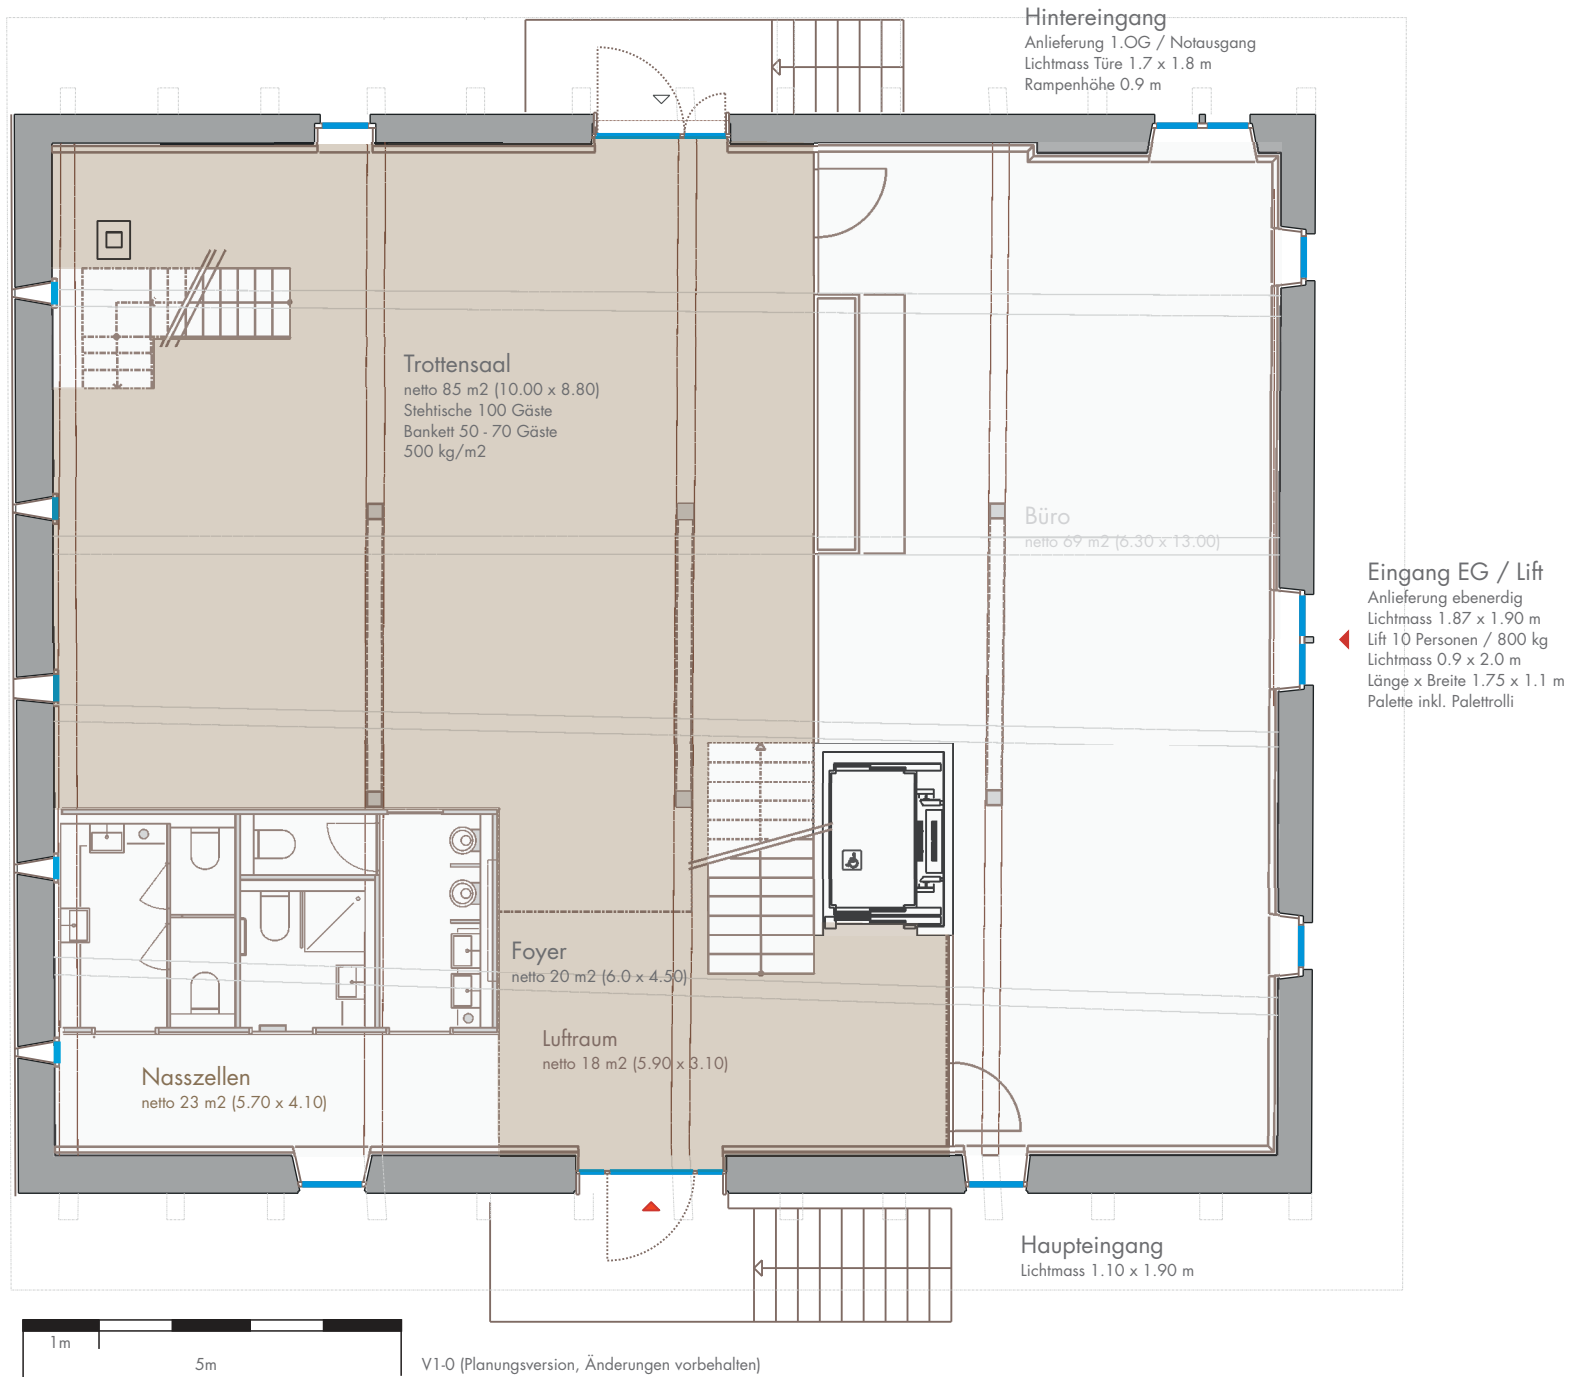 Hintereingang
Anlieferung 1.OG / Notausgang
Lichtmass Türe 1.7 x 1.8 m
Rampenhöhe 0.9 m
Trottensaal
netto 85 m2 (10.00 x 8.80)
Stehtische 100 Gäste
Bankett 50 - 70 Gäste
500 kg/m2
Büro
netto 69 m2 (6.30 x 13.00)
Eingang EG / Lift
Anlieferung ebenerdig
Lichtmass 1.87 x 1.90 m
Lift 10 Personen / 800 kg
Lichtmass 0.9 x 2.0 m
Länge x Breite 1.75 x 1.1 m
Palette inkl. Palettrolli
Foyer
netto 20 m2 (6.0 x 4.50)
Luftraum
netto 18 m2 (5.90 x 3.10)
Nasszellen
netto 23 m2 (5.70 x 4.10)
Haupteingang
Lichtmass 1.10 x 1.90 m
1m
5m
V1-0 (Planungsversion, Änderungen vorbehalten)